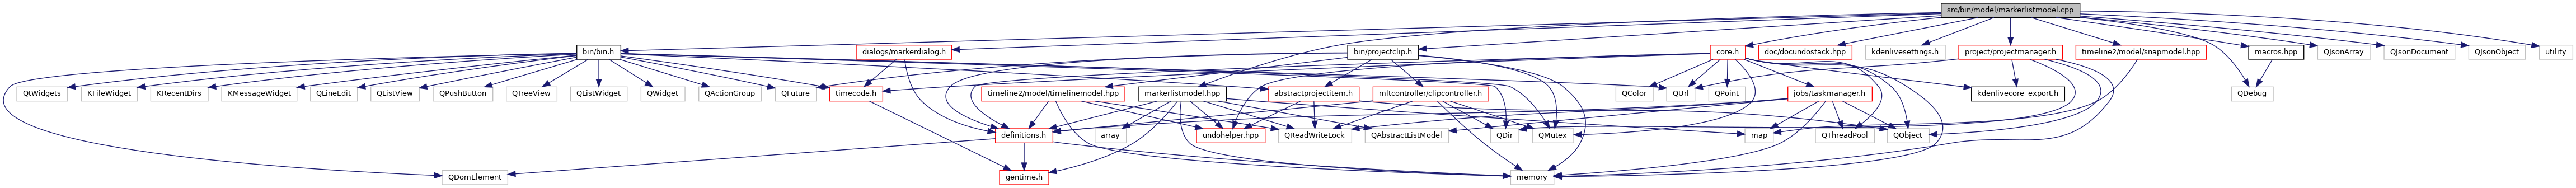 src/bin/model/markerlistmodel.cpp
bin/bin.h
dialogs/markerdialog.h
bin/projectclip.h
core.h
doc/docundostack.hpp
kdenlivesettings.h
project/projectmanager.h
timeline2/model/snapmodel.hpp
macros.hpp
QJsonArray
QJsonDocument
QJsonObject
utility
QtWidgets
KFileWidget
KRecentDirs
KMessageWidget
QLineEdit
QListView
QPushButton
QTreeView
QListWidget
QWidget
QActionGroup
QFuture
timecode.h
timeline2/model/timelinemodel.hpp
markerlistmodel.hpp
abstractprojectitem.h
mltcontroller/clipcontroller.h
QColor
QUrl
QPoint
jobs/taskmanager.h
kdenlivecore_export.h
QDebug
definitions.h
array
undohelper.hpp
QReadWriteLock
QAbstractListModel
QDir
QMutex
map
QThreadPool
QObject
QDomElement
gentime.h
memory